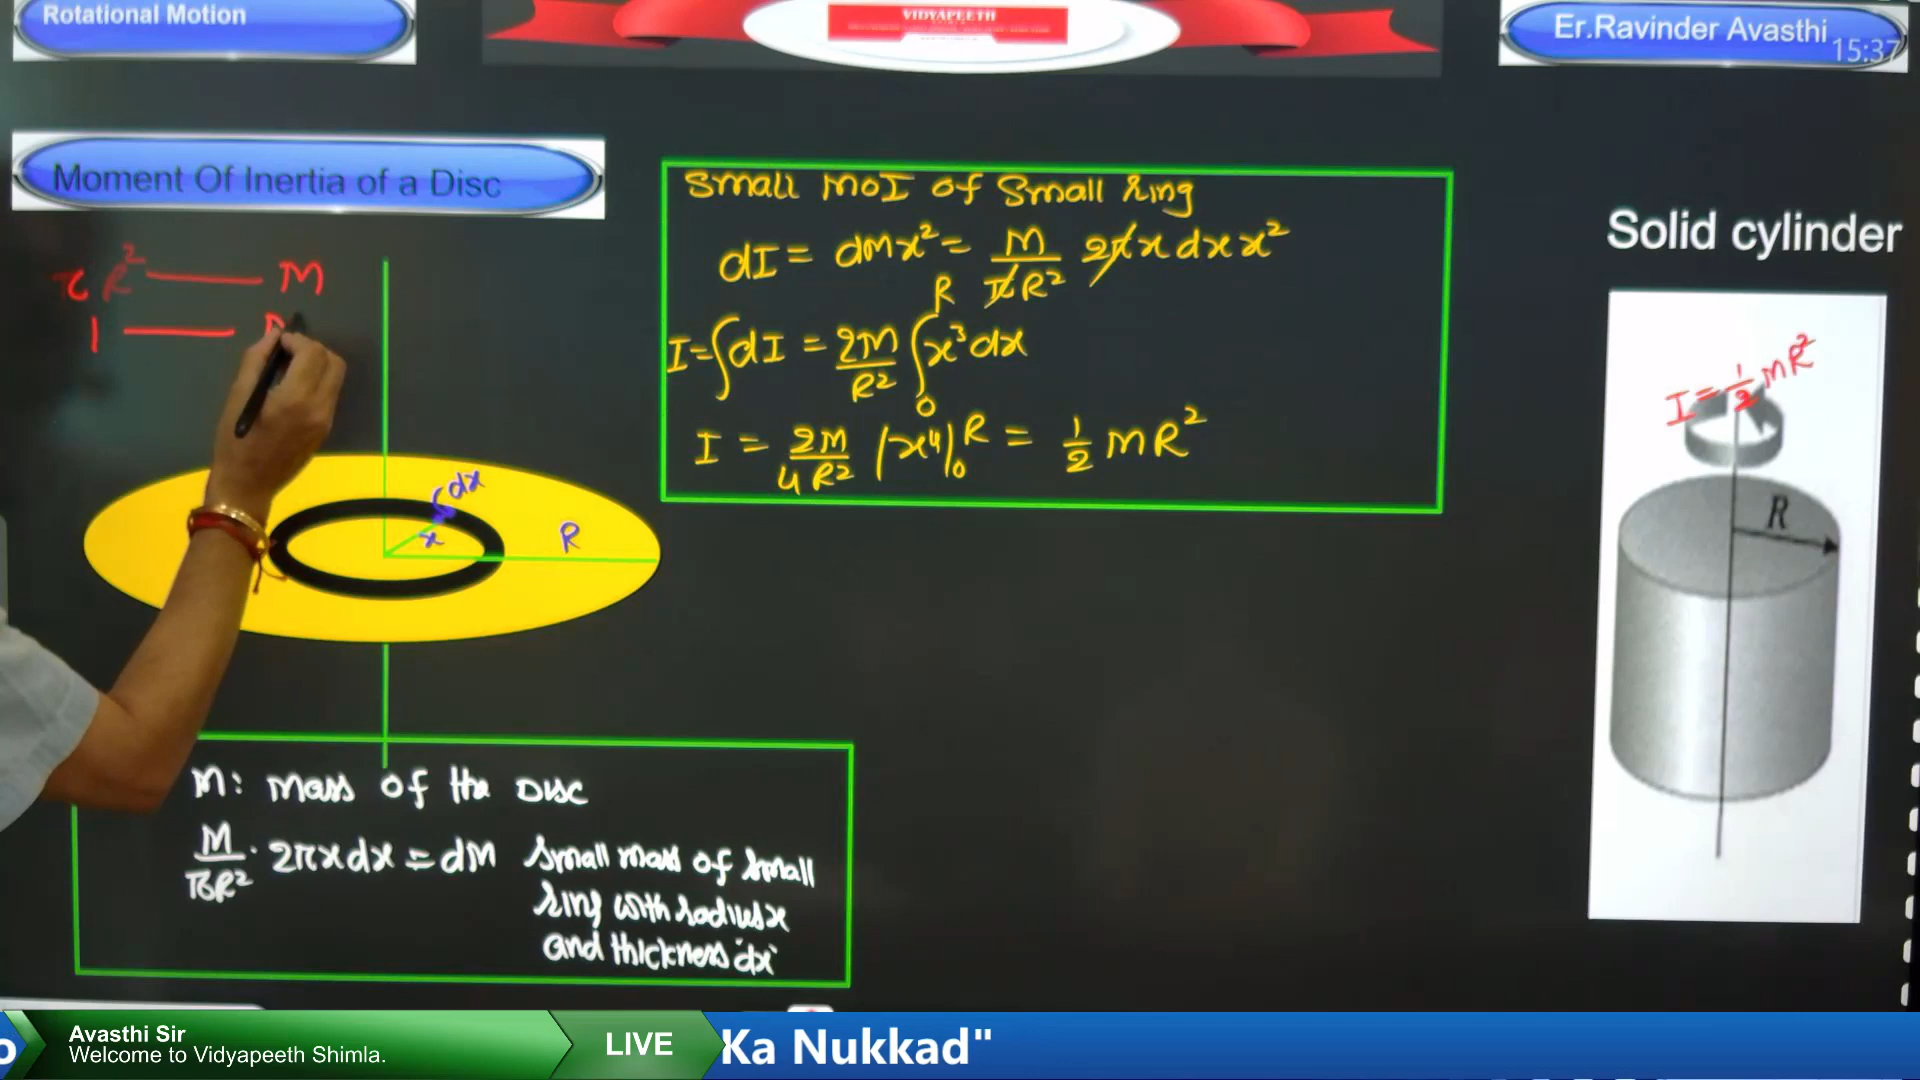 Rotational Motion
VIDYAPEETH
Er.Ravinder Avasthi
15:37
Moment Of Inertia of a Disc
πR² — M
1 —
Small MOI of Small ring
dI = dMx² = M/πR² 2πx dx x²
I = ∫dI = 2M/R² ∫₀ᴿ x³dx
I = 2M/4R² |x⁴|₀ᴿ = 1/2 MR²
dx
x
R
Solid cylinder
I = 1/2 MR²
R
M: Mass of the Disc
M/πR² · 2πxdx = dM Small mass of small
ring with radius x
and thickness 'dx'
Avasthi Sir
Welcome to Vidyapeeth Shimla.
LIVE
Ka Nukkad"